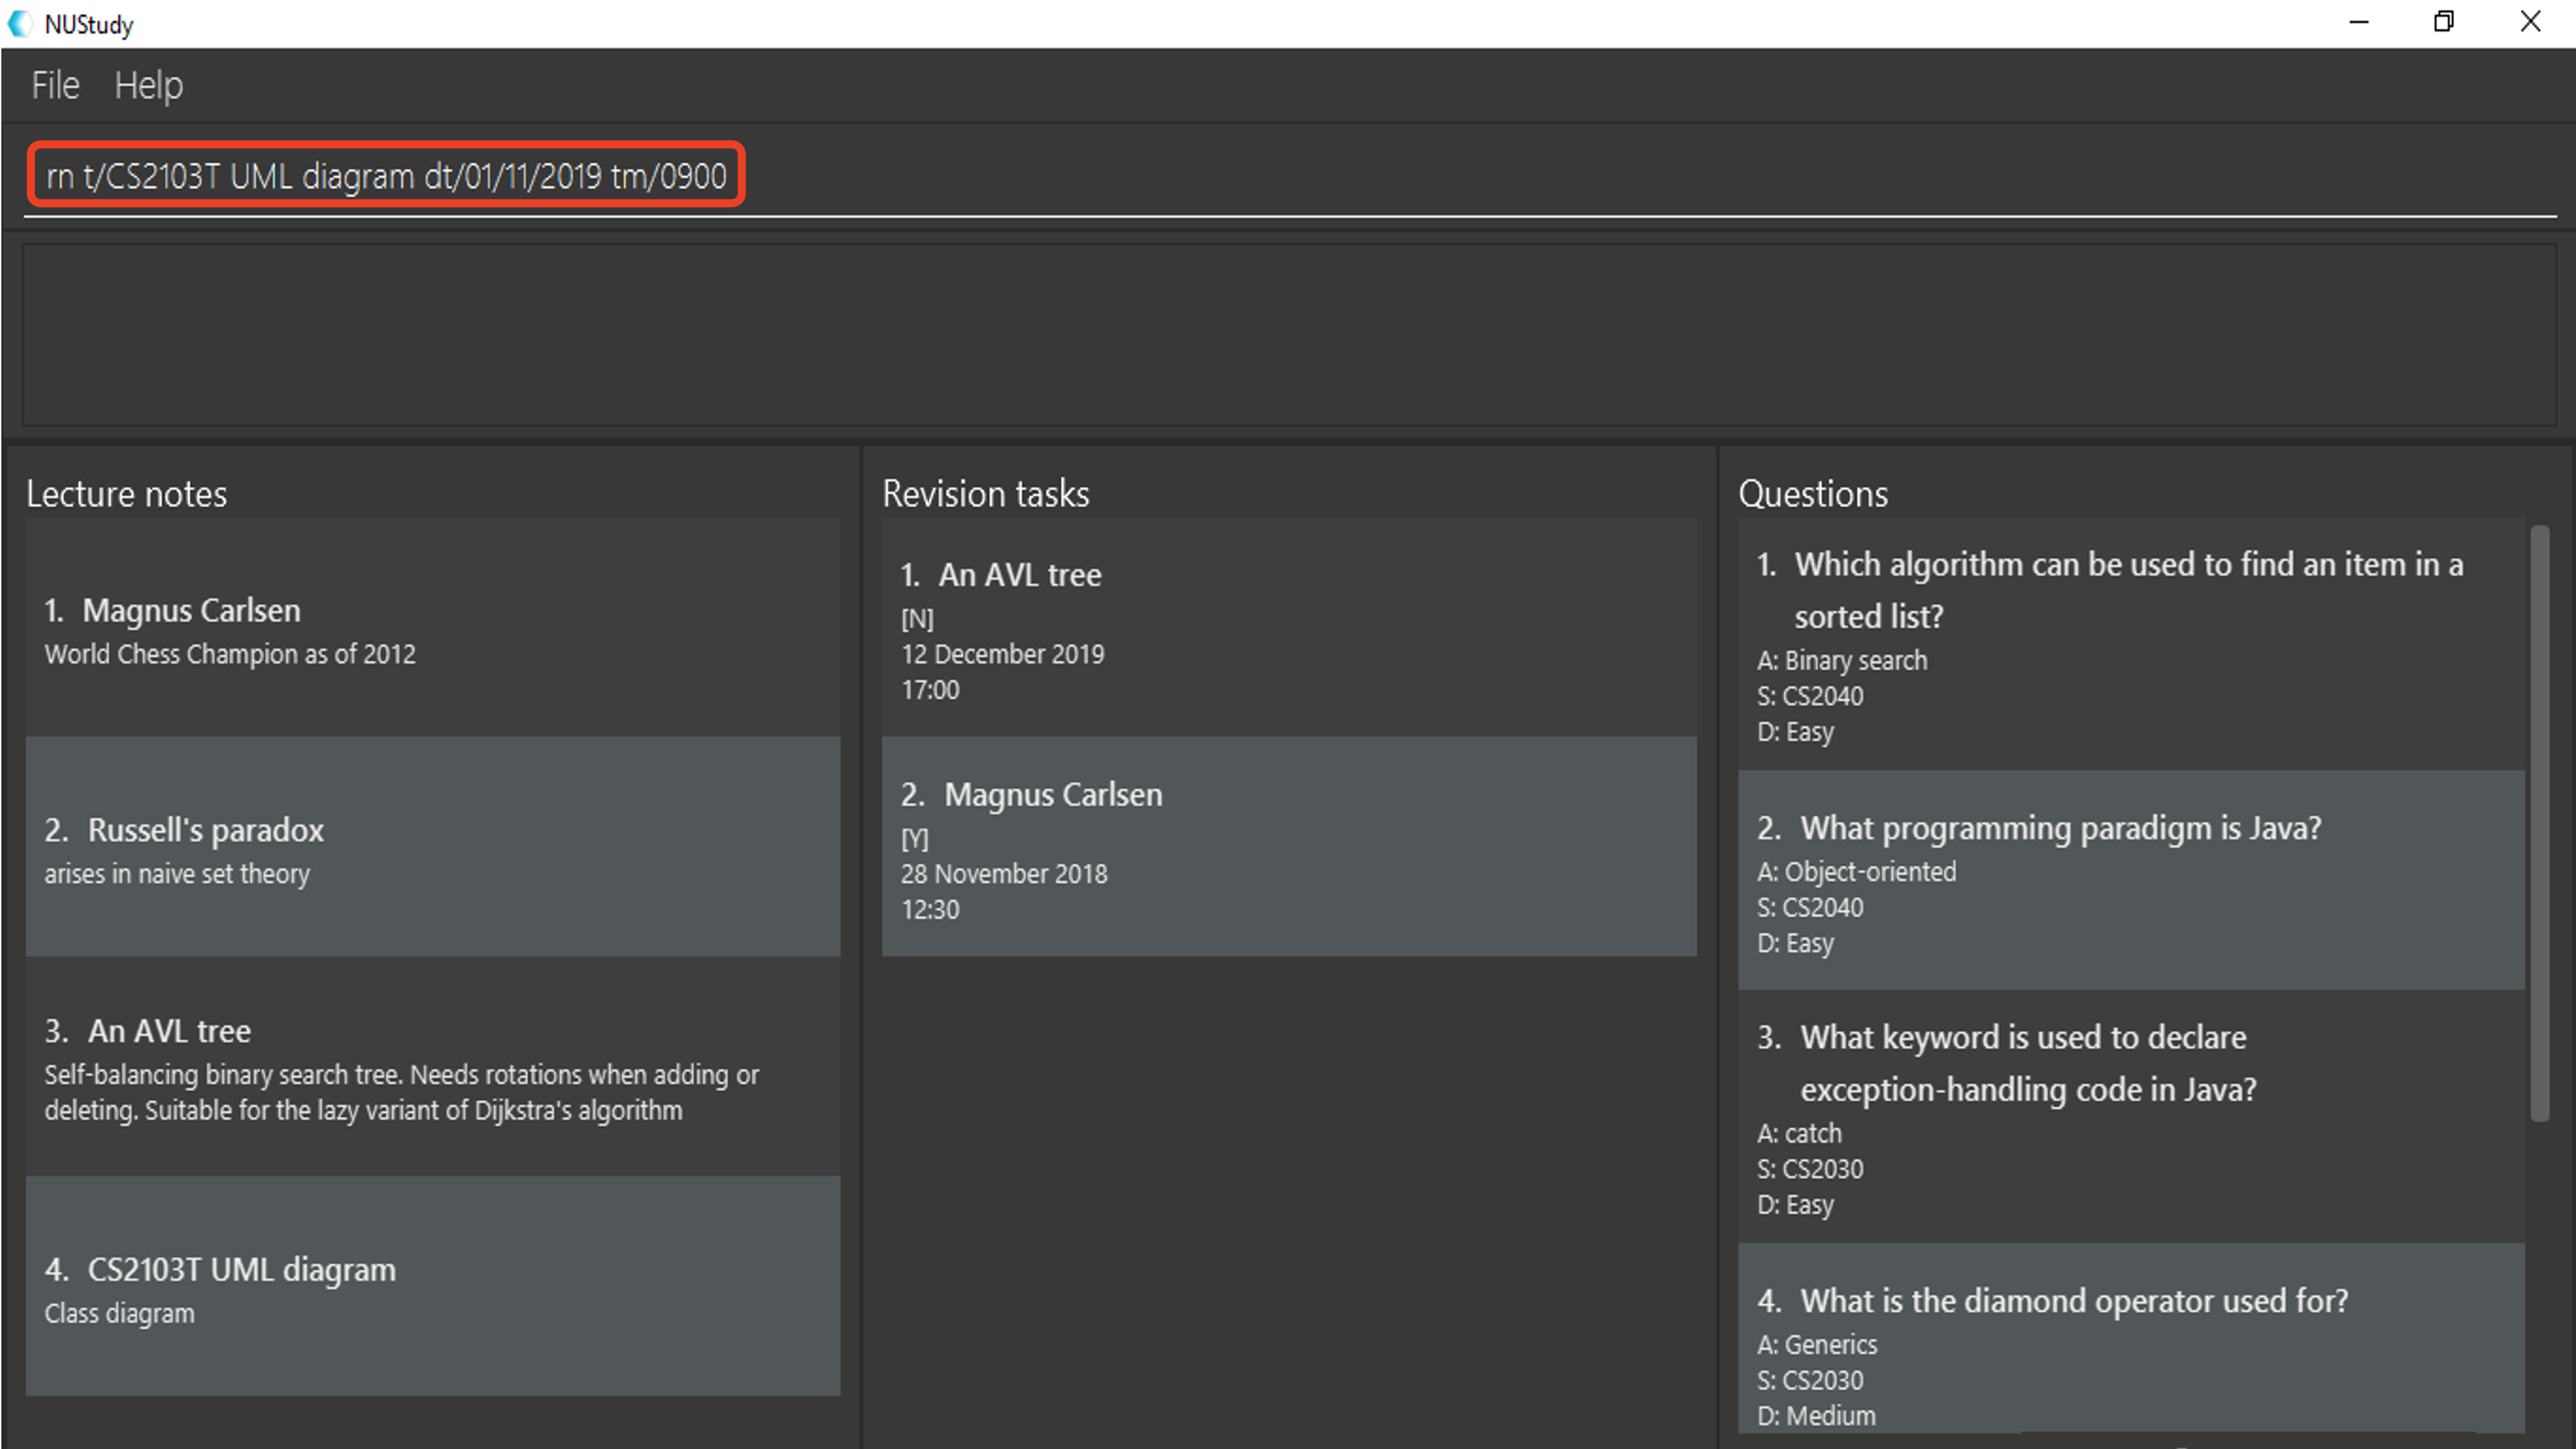 NUStudy
File Help
rn t/CS2103T UML diagram dt/01/11/2019 tm/0900
Lecture notes
1. Magnus Carlsen
World Chess Champion as of 2012
2. Russell's paradox
arises in naive set theory
3. An AVL tree
Self-balancing binary search tree. Needs rotations when adding or
deleting. Suitable for the lazy variant of Dijkstra's algorithm
4. CS2103T UML diagram
Class diagram
Revision tasks
1. An AVL tree
[N]
12 December 2019
17:00
2. Magnus Carlsen
[Y]
28 November 2018
12:30
Questions
1. Which algorithm can be used to find an item in a
sorted list?
A: Binary search
S: CS2040
D: Easy
2. What programming paradigm is Java?
A: Object-oriented
S: CS2040
D: Easy
3. What keyword is used to declare
exception-handling code in Java?
A: catch
S: CS2030
D: Easy
4. What is the diamond operator used for?
A: Generics
S: CS2030
D: Medium